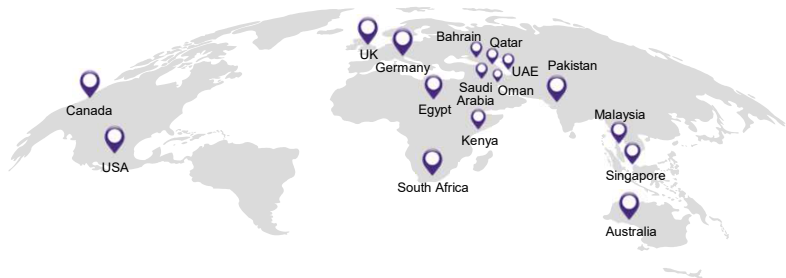 Bahrain
Qatar
UK
Germany
UAE
Pakistan
Canada
Egypt
Saudi
Arabia
Oman
Malaysia
USA
Kenya
South Africa
Singapore
Australia